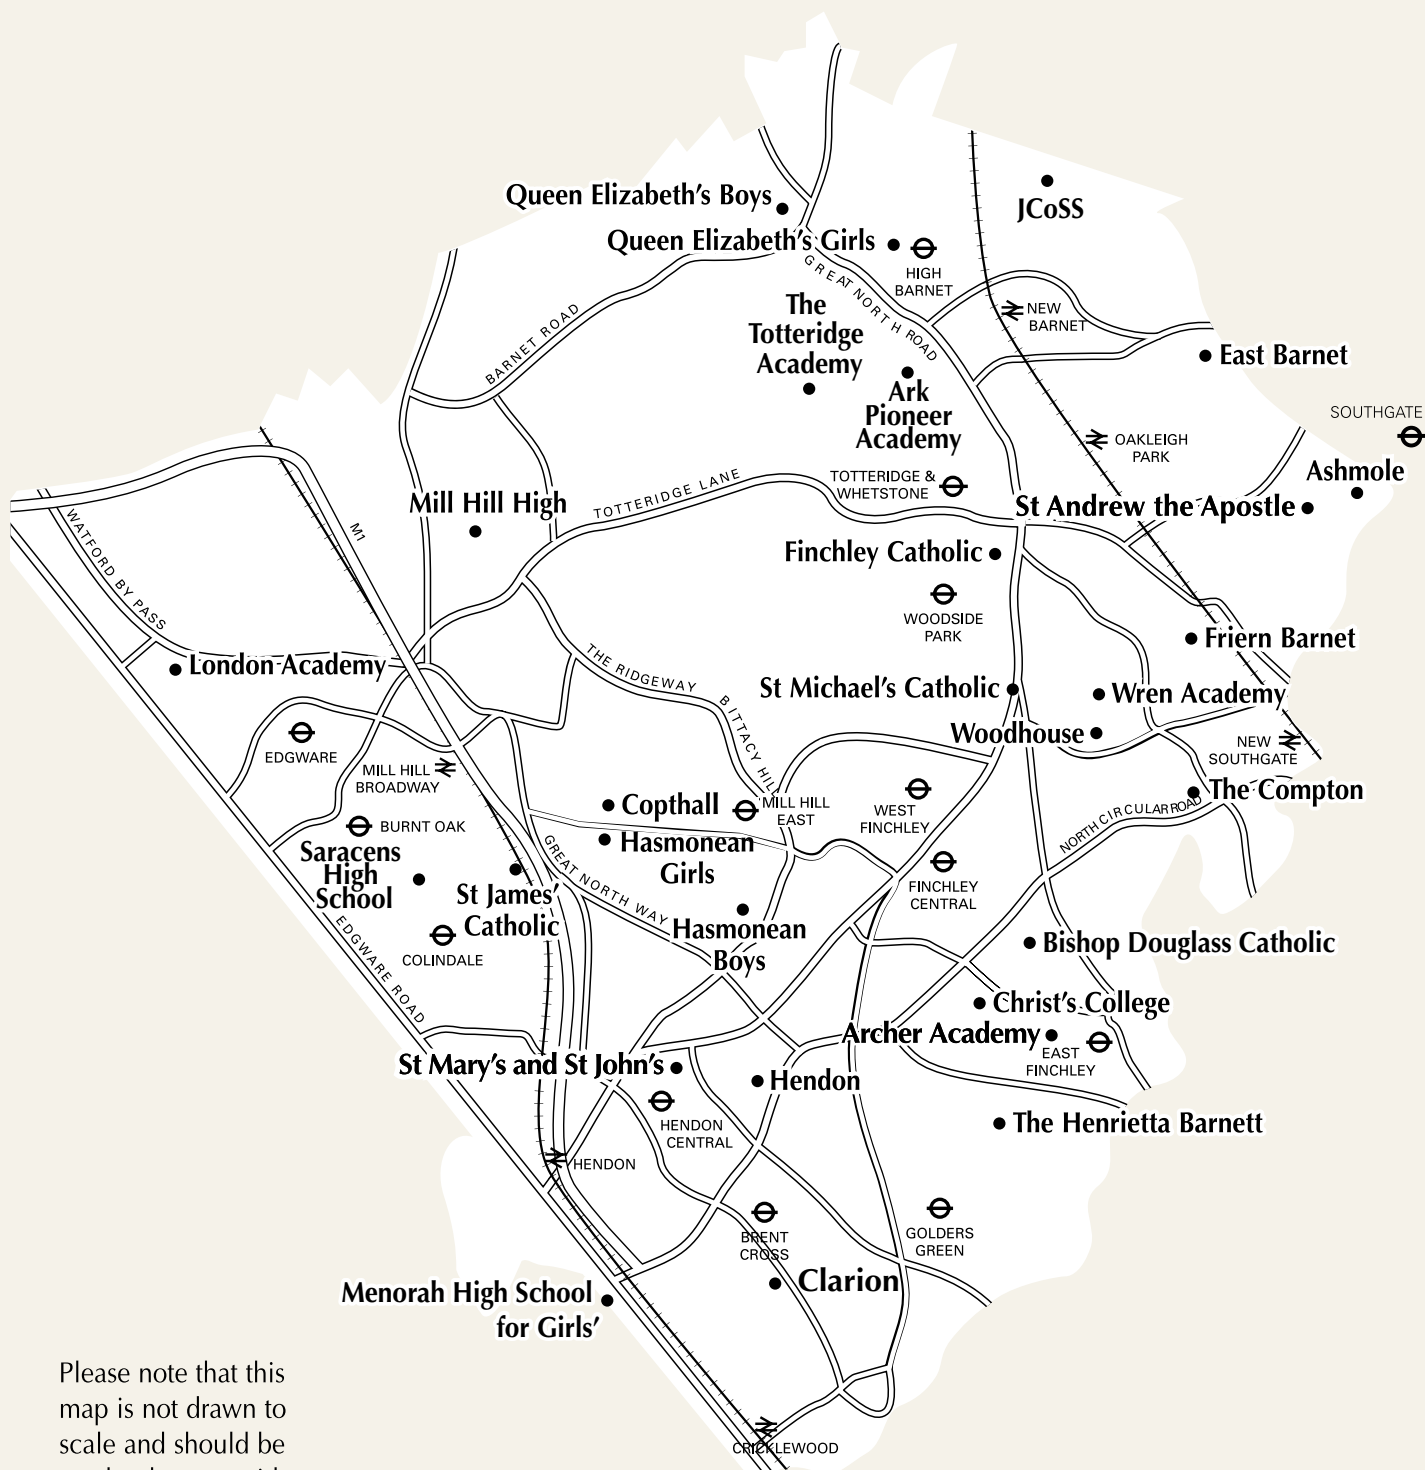 Queen Elizabeth's Boys
JCoSS
Queen Elizabeth's Girls
HIGH
BARNET
GREAT NORTH ROAD
The
Totteridge
Academy
NEW
BARNET
BARNET ROAD
East Barnet
Ark
Pioneer
Academy
SOUTHGATE
OAKLEIGH
PARK
Ashmole
TOTTERIDGE &
WHETSTONE
TOTTERIDGE LANE
Mill Hill High
St Andrew the Apostle
WATFORD BY PASS
M1
Finchley Catholic
WOODSIDE
PARK
Friern Barnet
London Academy
THE RIDGEWAY
BITTACY HILL
St Michael's Catholic
Wren Academy
Woodhouse
EDGWARE
MILL HILL
BROADWAY
NEW
SOUTHGATE
The Compton
Copthall
MILL HILL
EAST
WEST
FINCHLEY
NORTH CIRCULAR ROAD
BURNT OAK
Hasmonean
Girls
Saracens
High
School
St James'
Catholic
GREAT NORTH WAY
FINCHLEY
CENTRAL
Hasmonean
Boys
EDGWARE ROAD
COLINDALE
Bishop Douglass Catholic
Christ's College
Archer Academy
EAST
FINCHLEY
St Mary's and St John's
Hendon
HENDON
CENTRAL
The Henrietta Barnett
HENDON
BRENT
CROSS
GOLDERS
GREEN
Clarion
Menorah High School
for Girls'
Please note that this
map is not drawn to
scale and should be
CRICKLEWOOD